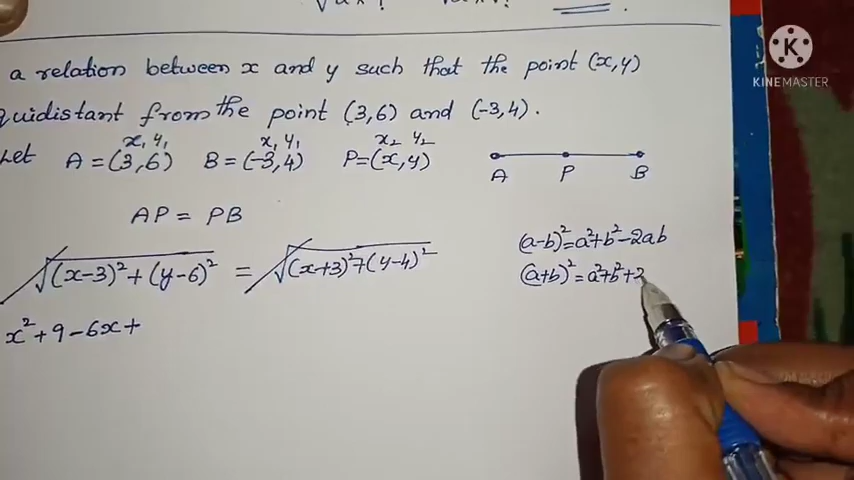 a relation between x and y such that the point (x,y)
quidistant from the point (3,6) and (-3,4).
x₁ y₁ x₁ y₁ x₂ y₂
Let A = (3,6) B = (-3,4) P = (x,y)
A P B
AP = PB
(a-b)² = a²+b²-2ab
√(x-3)²+(y-6)² = √(x+3)²+(y-4)²
(a+b)² = a²+b²+2
x²+9-6x+
K
KINEMASTER